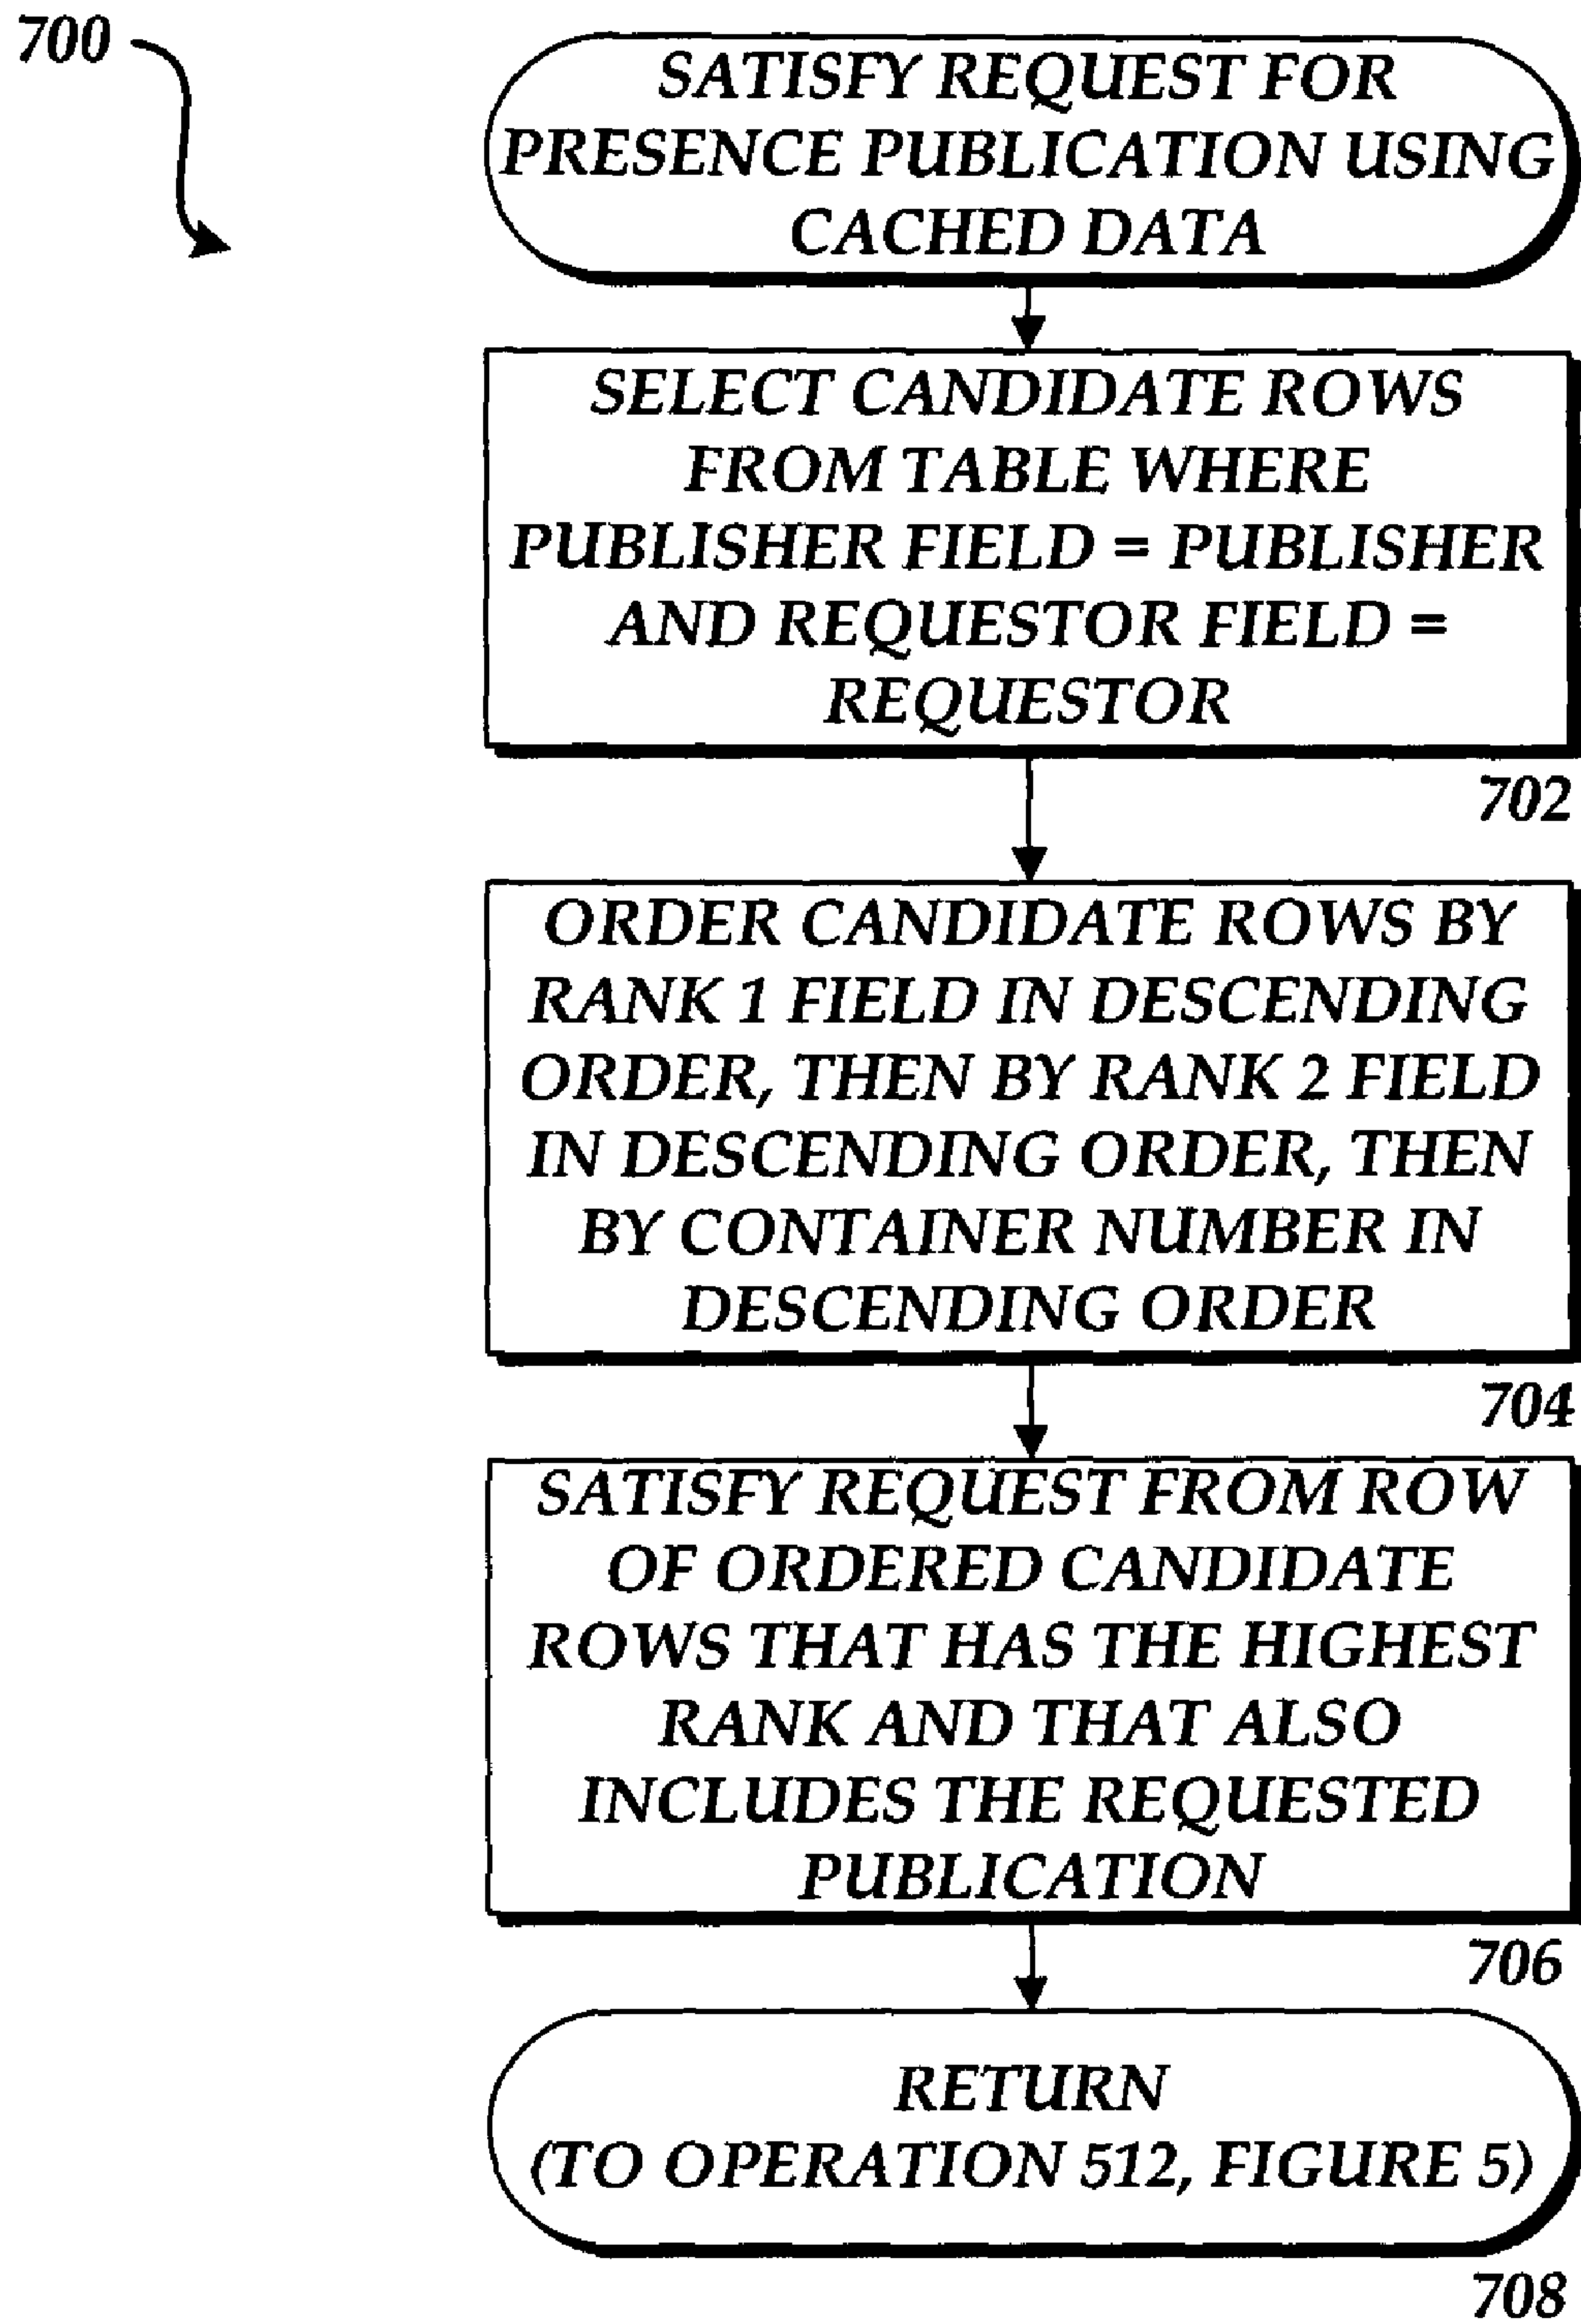 700
SATISFY REQUEST FOR
PRESENCE PUBLICATION USING
CACHED DATA
SELECT CANDIDATE ROWS
FROM TABLE WHERE
PUBLISHER FIELD = PUBLISHER
AND REQUESTOR FIELD =
REQUESTOR
702
ORDER CANDIDATE ROWS BY
RANK 1 FIELD IN DESCENDING
ORDER, THEN BY RANK 2 FIELD
IN DESCENDING ORDER, THEN
BY CONTAINER NUMBER IN
DESCENDING ORDER
704
SATISFY REQUEST FROM ROW
OF ORDERED CANDIDATE
ROWS THAT HAS THE HIGHEST
RANK AND THAT ALSO
INCLUDES THE REQUESTED
PUBLICATION
706
RETURN
(TO OPERATION 512, FIGURE 5)
708